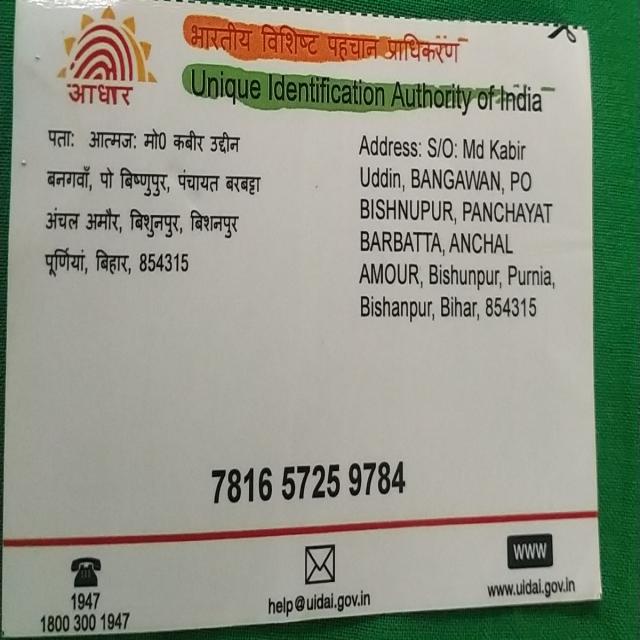 आधार
भारतीय विशिष्ट पहचान प्राधिकरण
Unique Identification Authority of India
पताः आत्मजः मो0 कबीर उद्दीन
बनगवाँ, पो बिष्णुपुर, पंचायत बरबट्टा
अंचल अमौर, बिशुनपुर, बिशनपुर
पूर्णियां, बिहार, 854315
Address: S/O: Md Kabir
Uddin, BANGAWAN, PO
BISHNUPUR, PANCHAYAT
BARBATTA, ANCHAL
AMOUR, Bishunpur, Purnia,
Bishanpur, Bihar, 854315
7816 5725 9784
1947
1800 300 1947
help@uidai.gov.in
WWW
www.uidai.gov.in